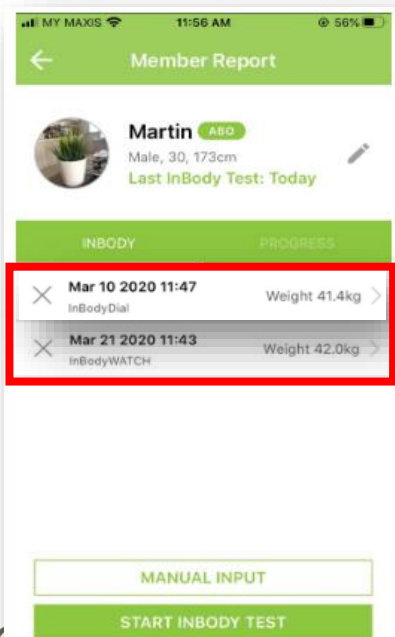 MY MAXIS 11:56 AM 56%
Member Report
Martin ABO
Male, 30, 173cm
Last InBody Test: Today
INBODY PROGRESS
Mar 10 2020 11:47
Weight 41.4kg
InBodyDial
Mar 21 2020 11:43
Weight 42.0kg
InBodyWATCH
MANUAL INPUT
START INBODY TEST